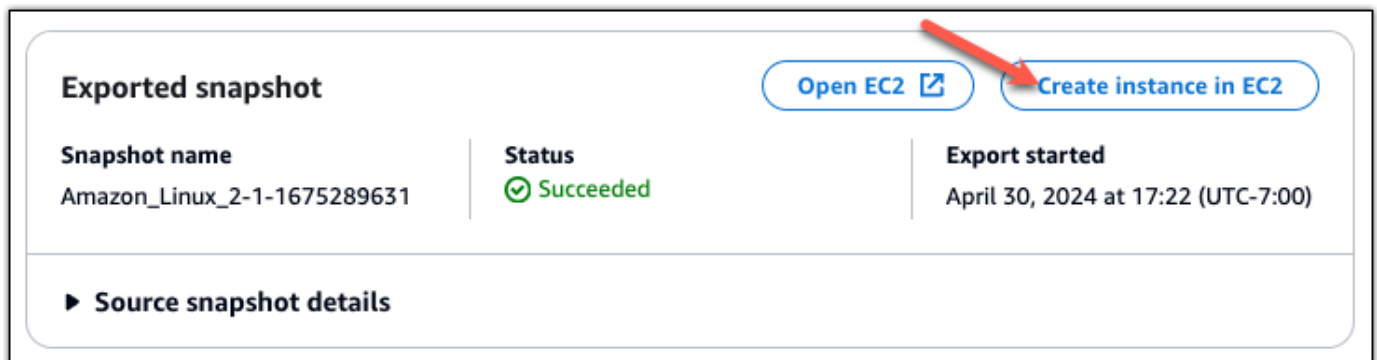 Exported snapshot
Open EC2
Create instance in EC2
Snapshot name
Amazon_Linux_2-1-1675289631
Status
Succeeded
Export started
April 30, 2024 at 17:22 (UTC-7:00)
Source snapshot details